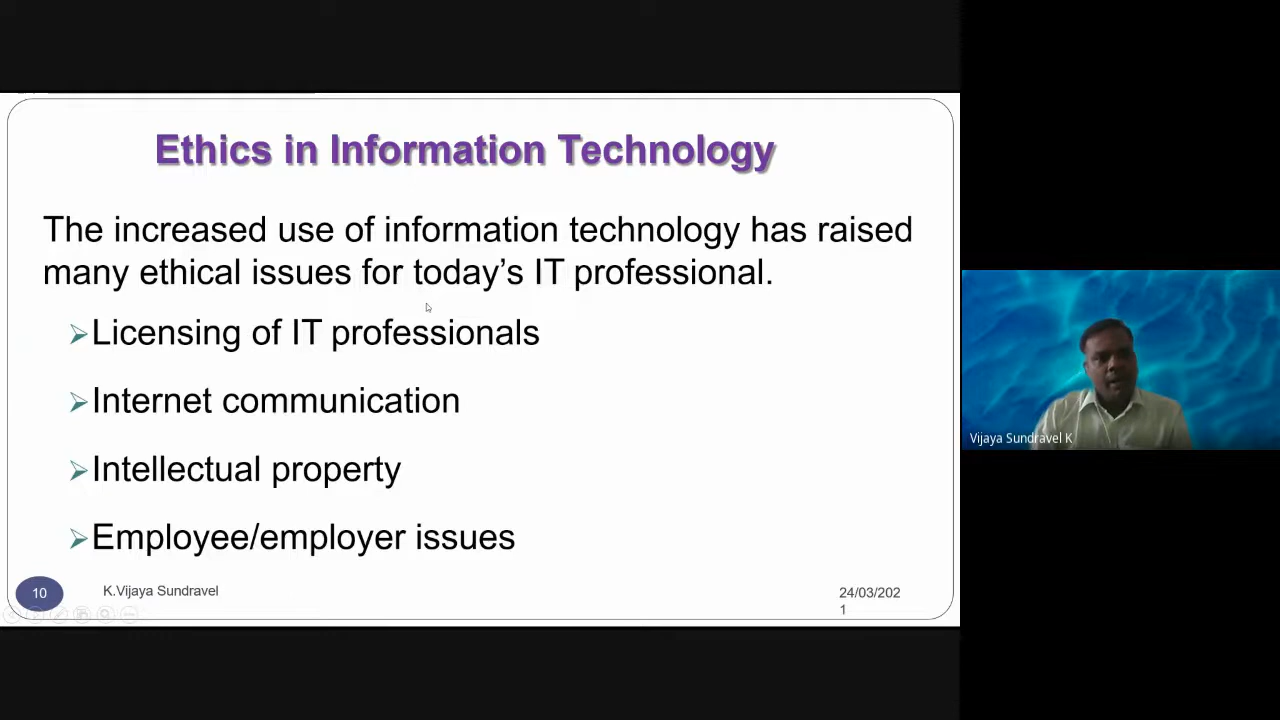 Ethics in Information Technology
The increased use of information technology has raised
many ethical issues for today’s IT professional.
Licensing of IT professionals
Internet communication
Intellectual property
Employee/employer issues
10
K.Vijaya Sundravel
24/03/202
1
Vijaya Sundravel K